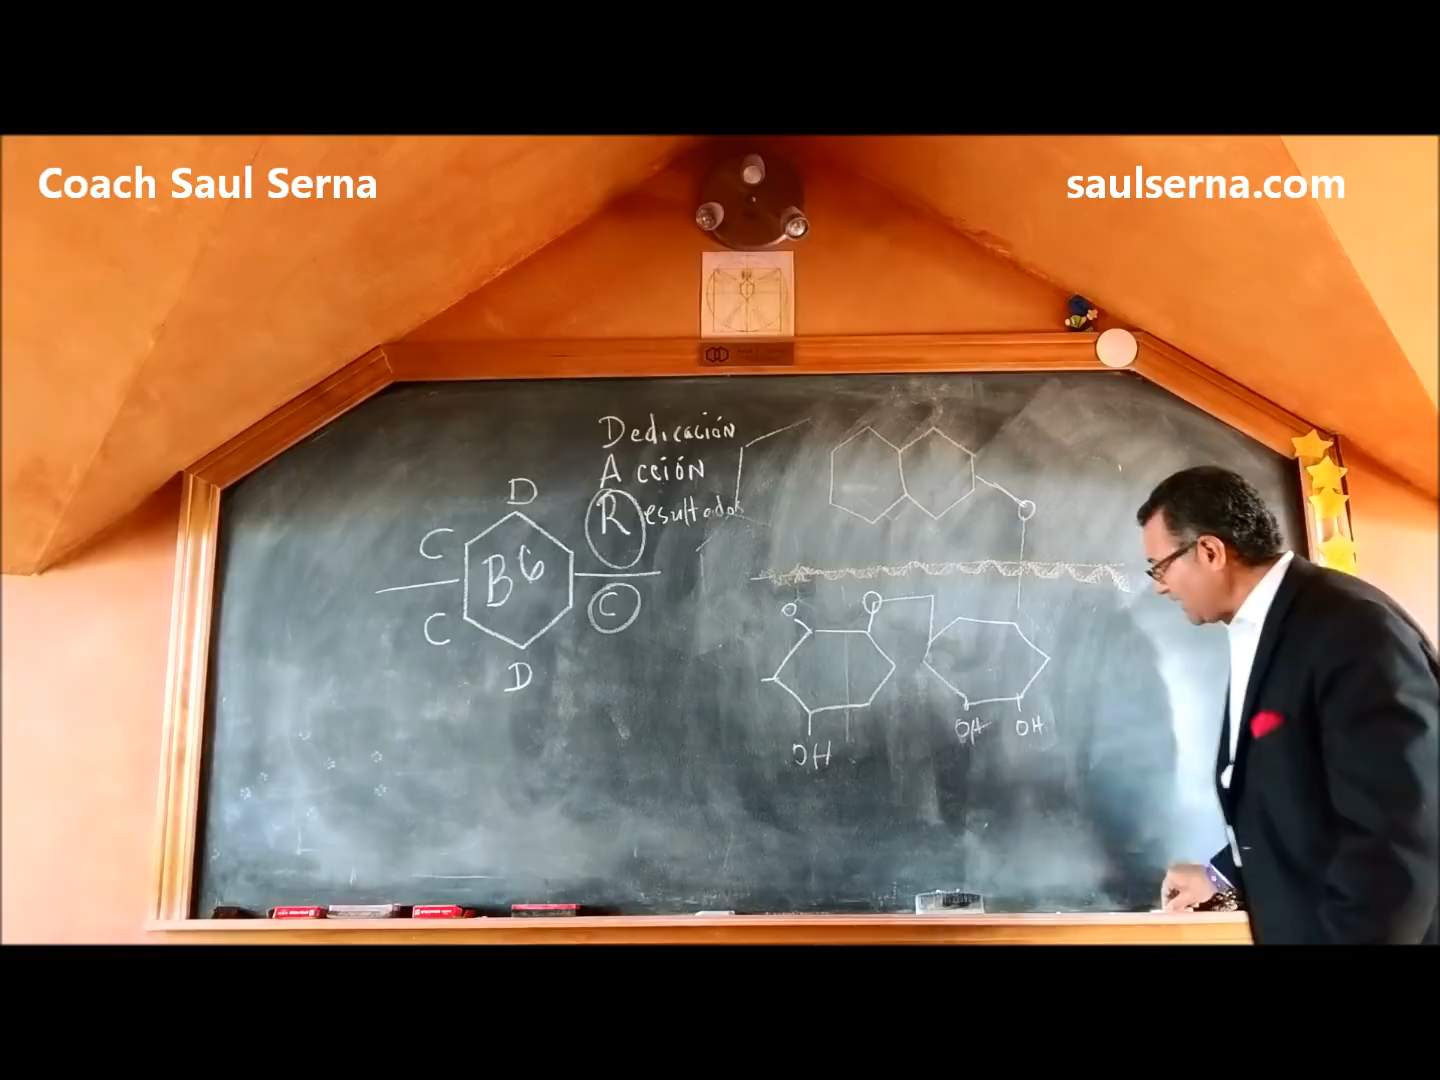 Coach Saul Serna
saulserna.com
Dedicación
Acción
Resultados
D
C
B6
C
C
D
OH
OH
OH